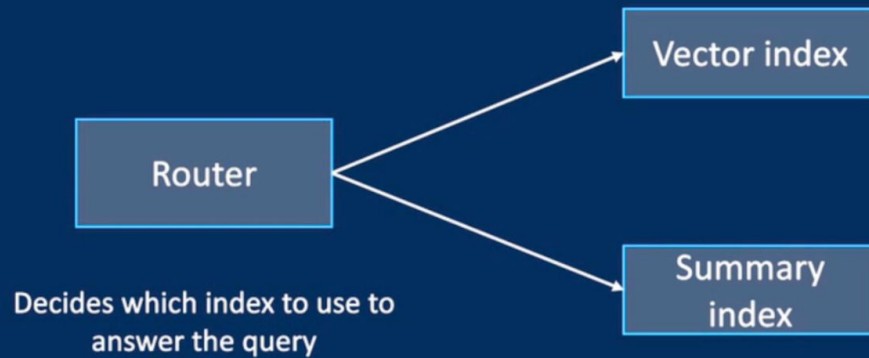 Vector index
Router
Summary
index
Decides which index to use to
answer the query